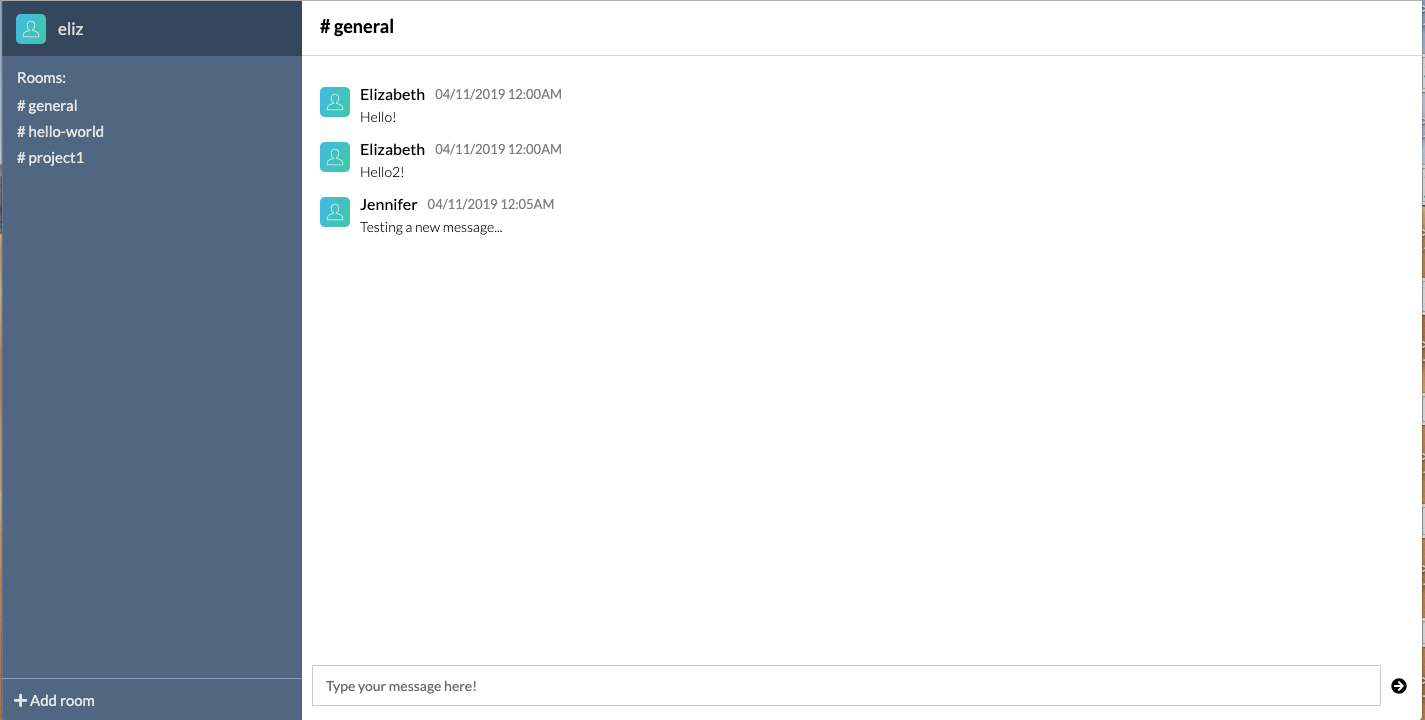 eliz
Rooms:
# general
# hello-world
# project1
+ Add room
# general
Elizabeth 04/11/2019 12:00AM
Hello!
Elizabeth 04/11/2019 12:00AM
Hello2!
Jennifer 04/11/2019 12:05AM
Testing a new message...
Type your message here!